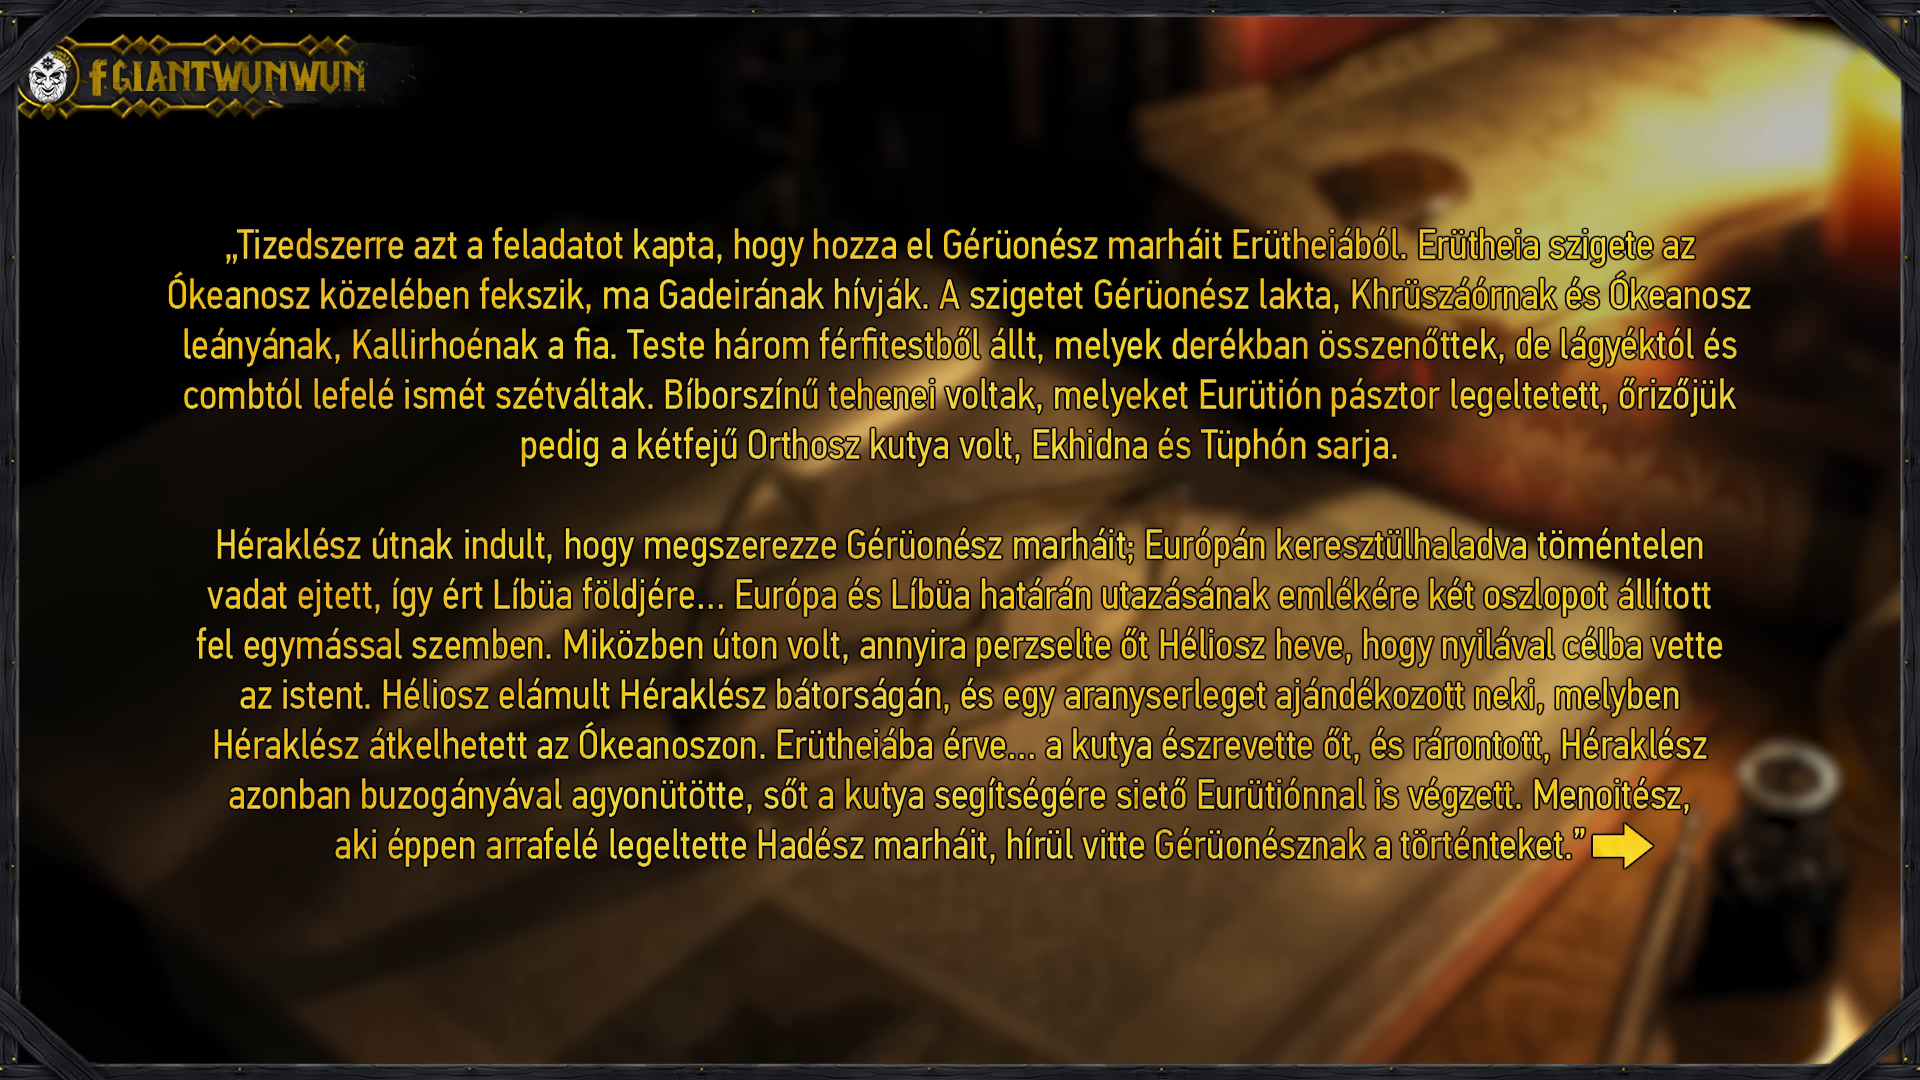 fGIANTWUNWUN
„Tizedszerre azt a feladatot kapta, hogy hozza el Gérüonész marháit Erütheiából. Erütheia szigete az
Ókeanosz közelében fekszik, ma Gadeirának hívják. A szigetet Gérüonész lakta, Khrüszáórnak és Ókeanosz
leányának, Kallirhoénak a fia. Teste három férfitestből állt, melyek derékban összenőttek, de lágyéktól és
combtól lefelé ismét szétváltak. Bíborszínű tehenei voltak, melyeket Eurütión pásztor legeltetett, őrizőjük
pedig a kétfejű Orthosz kutya volt, Ekhidna és Tüphón sarja.
Héraklész útnak indult, hogy megszerezze Gérüonész marháit; Európán keresztülhaladva töméntelen
vadat ejtett, így ért Líbüa földjére... Európa és Líbüa határán utazásának emlékére két oszlopot állított
fel egymással szemben. Miközben úton volt, annyira perzselte őt Héliosz heve, hogy nyilával célba vette
az istent. Héliosz elámult Héraklész bátorságán, és egy aranyserleget ajándékozott neki, melyben
Héraklész átkelhetett az Ókeanoszon. Erütheiába érve... a kutya észrevette őt, és rárontott, Héraklész
azonban buzogányával agyonütötte, sőt a kutya segítségére siető Eurütiónnal is végzett. Menoitész,
aki éppen arrafelé legeltette Hadész marháit, hírül vitte Gérüonésznak a történteket.”